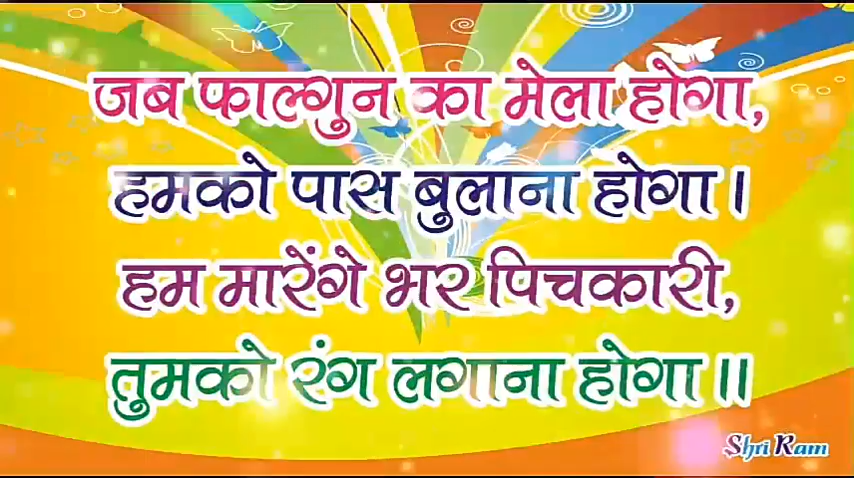 जब फाल्गुन का मेला होगा,
हमको पास बुलाना होगा।
हम मारेंगे भर पिचकारी,
तुमको रंग लगाना होगा॥
Shri Ram